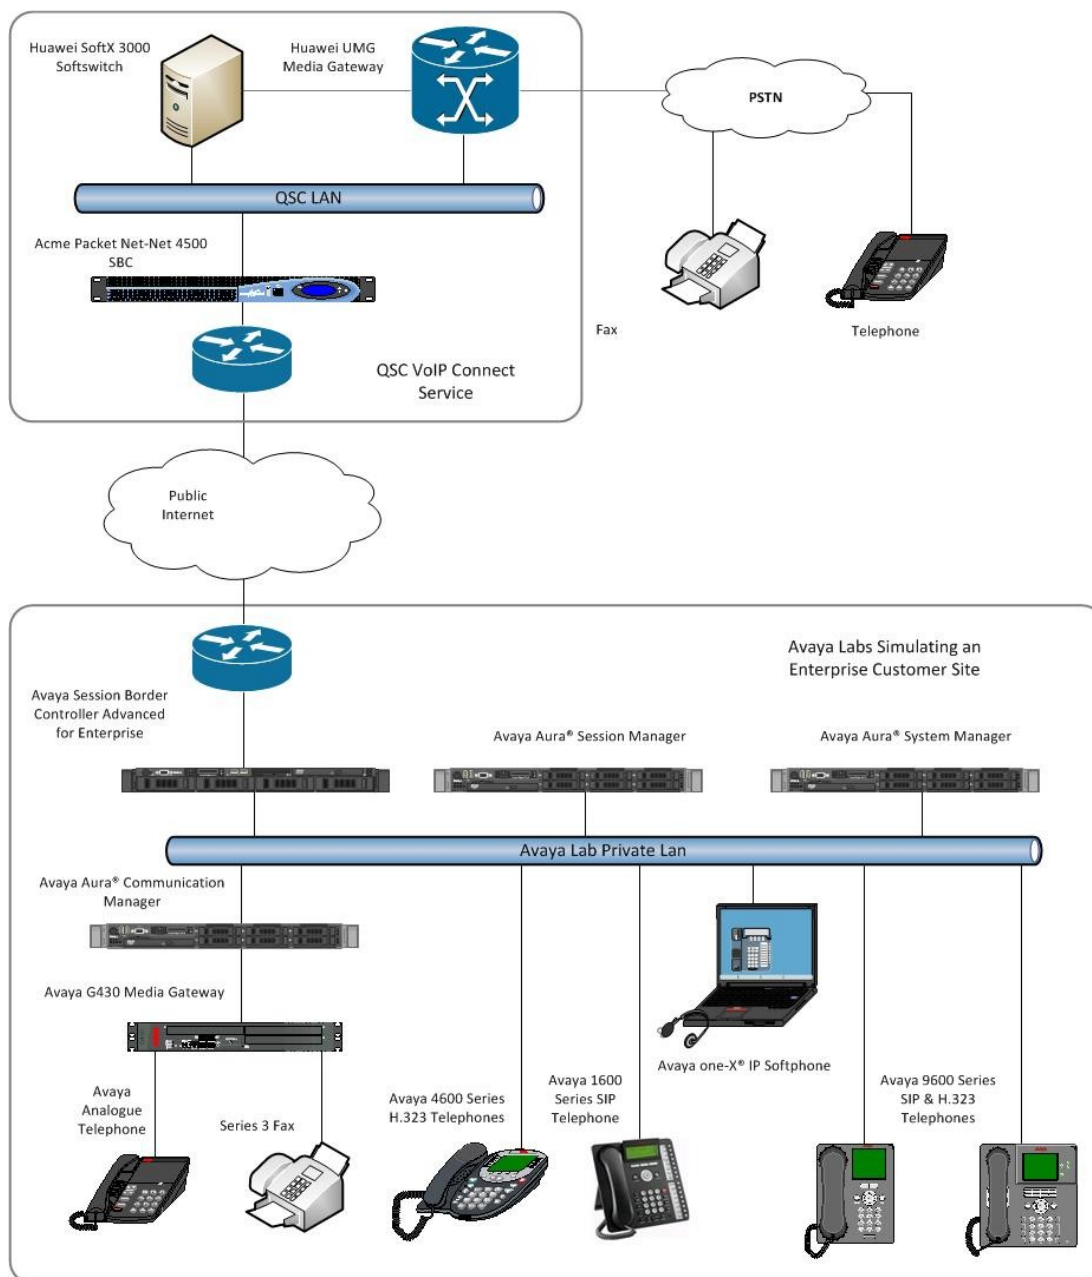 Huawei SoftX 3000
Softswitch
Huawei UMG
Media Gateway
PSTN
QSC LAN
Acme Packet Net-Net 4500
SBC
Fax
Telephone
QSC VoIP Connect
Service
Public
Internet
Avaya Labs Simulating an
Enterprise Customer Site
Avaya Session Border
Controller Advanced
for Enterprise
Avaya Aura® Session Manager
Avaya Aura® System Manager
Avaya Lab Private Lan
Avaya Aura® Communication
Manager
Avaya G430 Media Gateway
Avaya one-X® IP Softphone
Avaya
Analogue
Telephone
Series 3 Fax
Avaya 4600 Series
H.323 Telephones
Avaya 1600
Series SIP
Telephone
Avaya 9600 Series
SIP & H.323
Telephones